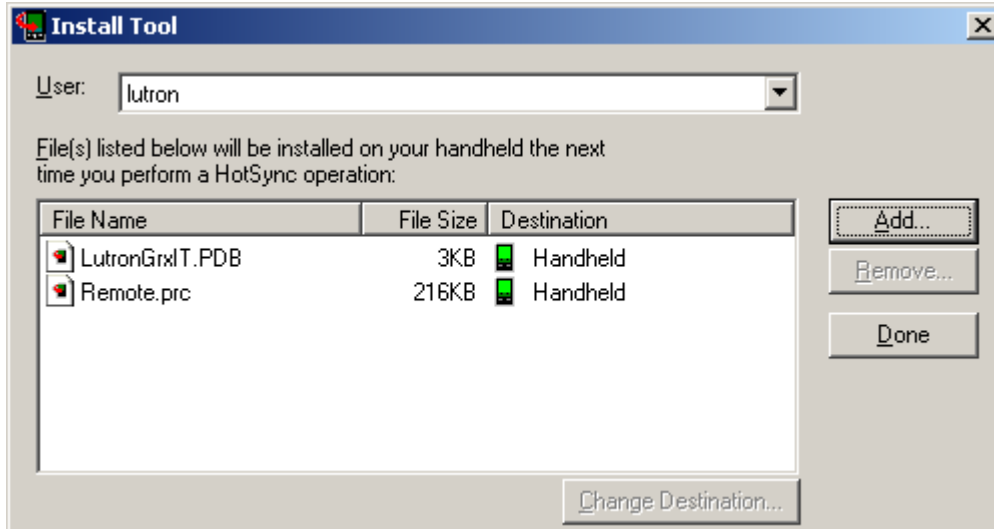 Install Tool
User: lutron
File(s) listed below will be installed on your handheld the next
time you perform a HotSync operation:
File Name File Size Destination
LutronGrxIT.PDB 3KB Handheld
Remote.prc 216KB Handheld
Add...
Remove...
Done
Change Destination...